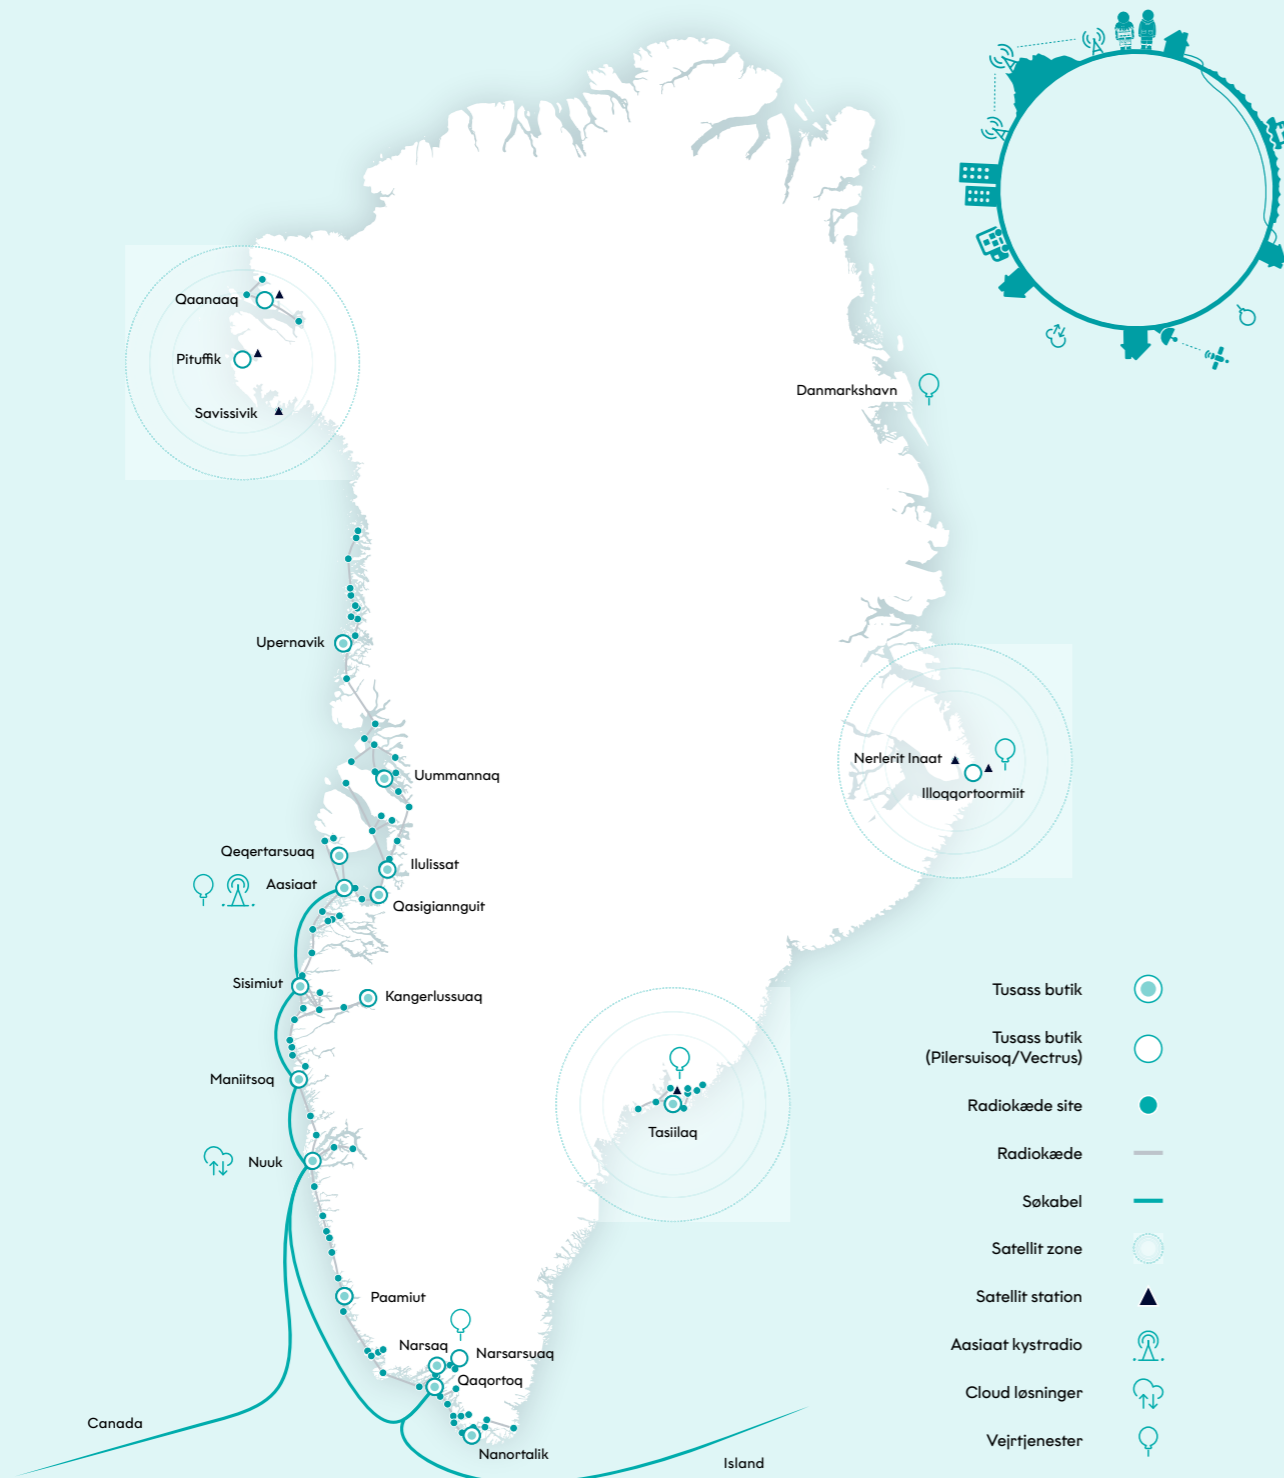 Qaanaaq
Pituffik
Savissivik
Danmarkshavn
Upernavik
Nerlerit Inaat
Illoqqortoormiit
Uummannaq
Qeqertarsuaq
Ilulissat
Aasiaat
Qasigiannguit
Sisimiut
Kangerlussuaq
Maniitsoq
Tasiilaq
Nuuk
Paamiut
Narsaq
Narsarsuaq
Qaqortoq
Canada
Nanortalik
Island
Tusass butik
Tusass butik
(Pilersuisoq/Vectrus)
Radiokæde site
Radiokæde
Søkabel
Satellit zone
Satellit station
Aasiaat kystradio
Cloud løsninger
Vejrtjenester